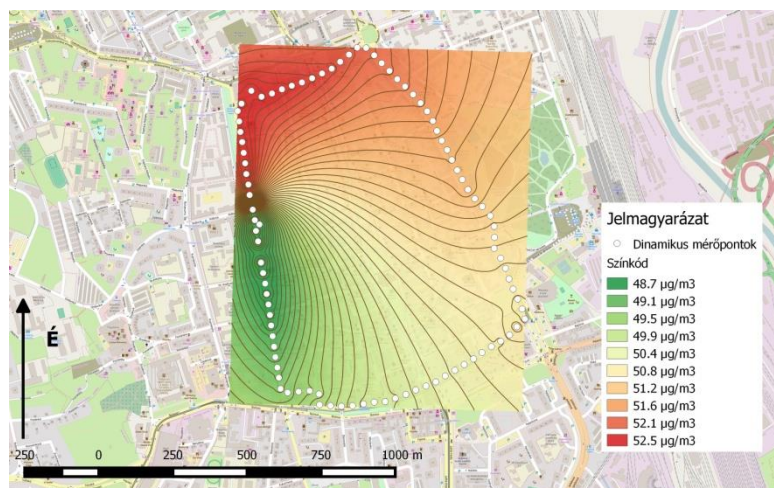 Jelmagyarázat
Dinamikus mérőpontok
Színkód
48.7 µg/m3
49.1 µg/m3
49.5 µg/m3
49.9 µg/m3
50.4 µg/m3
50.8 µg/m3
51.2 µg/m3
51.6 µg/m3
52.1 µg/m3
52.5 µg/m3
É
250 0 250 500 750 1000 m